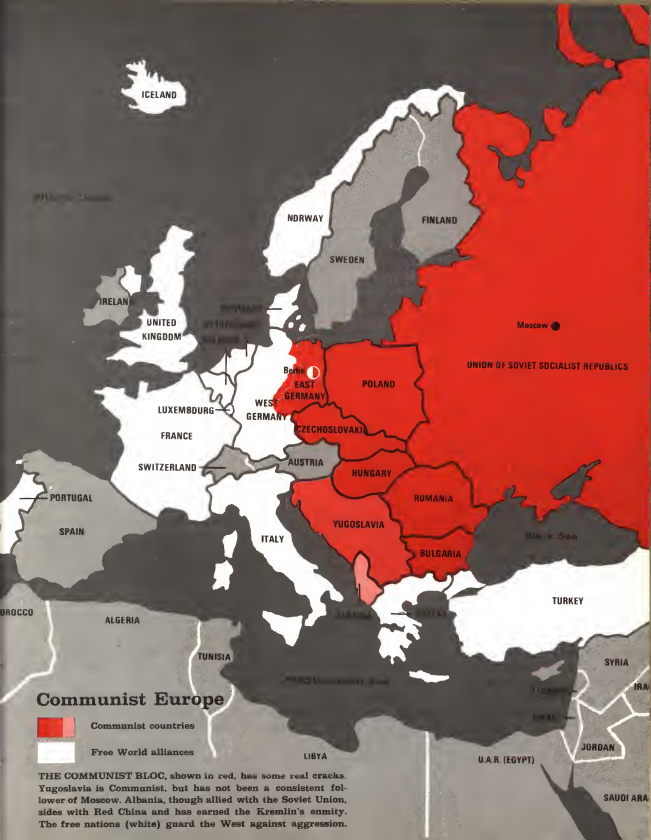 ICELAND
NORWAY
FINLAND
SWEDEN
IRELAND
UNITED
KINGDOM
Moscow
UNION OF SOVIET SOCIALIST REPUBLICS
EAST
GERMANY
POLAND
WEST
GERMANY
LUXEMBOURG
CZECHOSLOVAKIA
FRANCE
SWITZERLAND
AUSTRIA
HUNGARY
PORTUGAL
RUMANIA
SPAIN
YUGOSLAVIA
ITALY
Black Sea
BULGARIA
TURKEY
MOROCCO
ALGERIA
TUNISIA
SYRIA
IRA
Communist Europe
Communist countries
JORDAN
Free World alliances
LIBYA
U.A.R. (EGYPT)
SAUDI ARA
THE COMMUNIST BLOC, shown in red, has some real cracks.
Yugoslavia is Communist, but has not been a consistent fol-
lower of Moscow. Albania, though allied with the Soviet Union,
sides with Red China and has earned the Kremlin's enmity.
The free nations (white) guard the West against aggression.